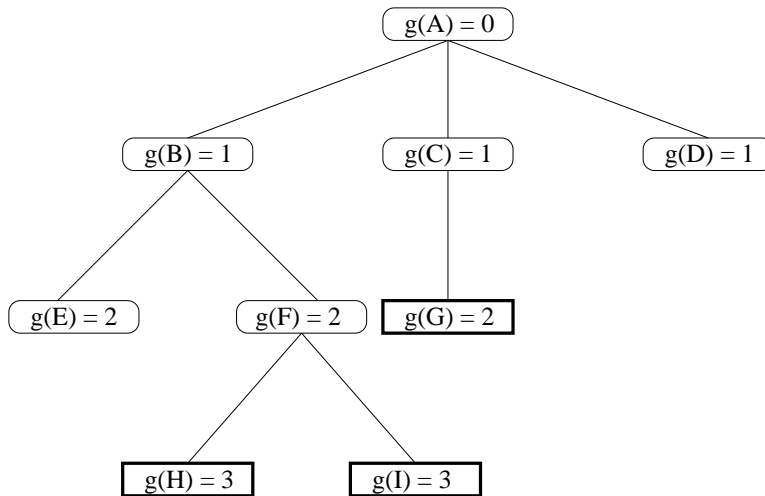 g(A) = 0
g(B) = 1
g(C) = 1
g(D) = 1
g(E) = 2
g(F) = 2
g(G) = 2
g(H) = 3
g(I) = 3